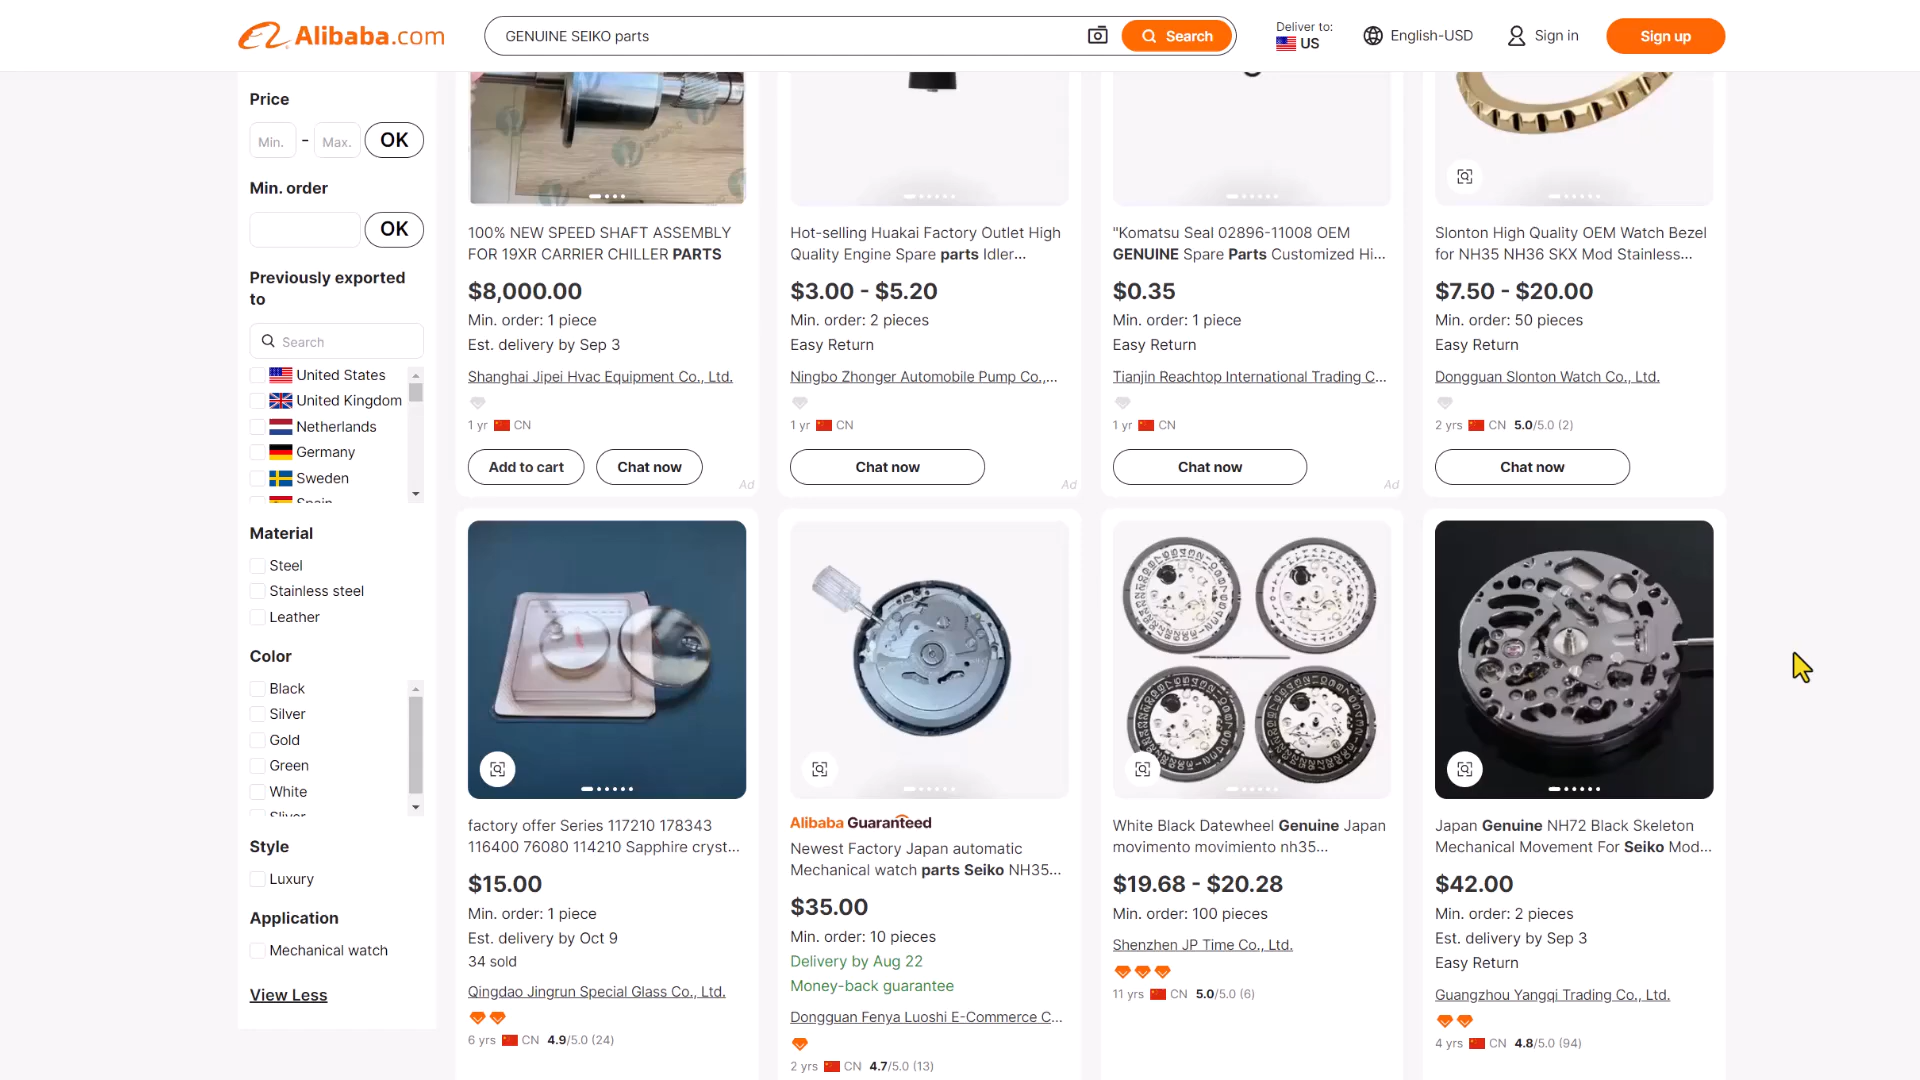 Alibaba.com
GENUINE SEIKO parts
Search
Deliver to:
US
English-USD
Sign in
Sign up
Price
Min.
-
Max.
OK
Min. order
OK
Previously exported
to
Search
United States
United Kingdom
Netherlands
Germany
Sweden
Spain
Material
Steel
Stainless steel
Leather
Color
Black
Silver
Gold
Green
White
Sliver
Style
Luxury
Application
Mechanical watch
View Less
100% NEW SPEED SHAFT ASSEMBLY
FOR 19XR CARRIER CHILLER PARTS
$8,000.00
Min. order: 1 piece
Est. delivery by Sep 3
Shanghai Jipei Hvac Equipment Co., Ltd.
1 yr CN
Add to cart
Chat now
Ad
Hot-selling Huakai Factory Outlet High
Quality Engine Spare parts Idler...
$3.00 - $5.20
Min. order: 2 pieces
Easy Return
Ningbo Zhonger Automobile Pump Co.,...
1 yr CN
Chat now
Ad
"Komatsu Seal 02896-11008 OEM
GENUINE Spare Parts Customized Hi...
$0.35
Min. order: 1 piece
Easy Return
Tianjin Reachtop International Trading C...
1 yr CN
Chat now
Ad
Slonton High Quality OEM Watch Bezel
for NH35 NH36 SKX Mod Stainless...
$7.50 - $20.00
Min. order: 50 pieces
Easy Return
Dongguan Slonton Watch Co., Ltd.
2 yrs CN 5.0/5.0 (2)
Chat now
factory offer Series 117210 178343
116400 76080 114210 Sapphire cryst...
$15.00
Min. order: 1 piece
Est. delivery by Oct 9
34 sold
Qingdao Jingrun Special Glass Co., Ltd.
6 yrs CN 4.9/5.0 (24)
Alibaba Guaranteed
Newest Factory Japan automatic
Mechanical watch parts Seiko NH35...
$35.00
Min. order: 10 pieces
Delivery by Aug 22
Money-back guarantee
Dongguan Fenya Luoshi E-Commerce C...
2 yrs CN 4.7/5.0 (13)
White Black Datewheel Genuine Japan
movimento movimiento nh35...
$19.68 - $20.28
Min. order: 100 pieces
Shenzhen JP Time Co., Ltd.
11 yrs CN 5.0/5.0 (6)
Japan Genuine NH72 Black Skeleton
Mechanical Movement For Seiko Mod...
$42.00
Min. order: 2 pieces
Est. delivery by Sep 3
Easy Return
Guangzhou Yangqi Trading Co., Ltd.
4 yrs CN 4.8/5.0 (94)